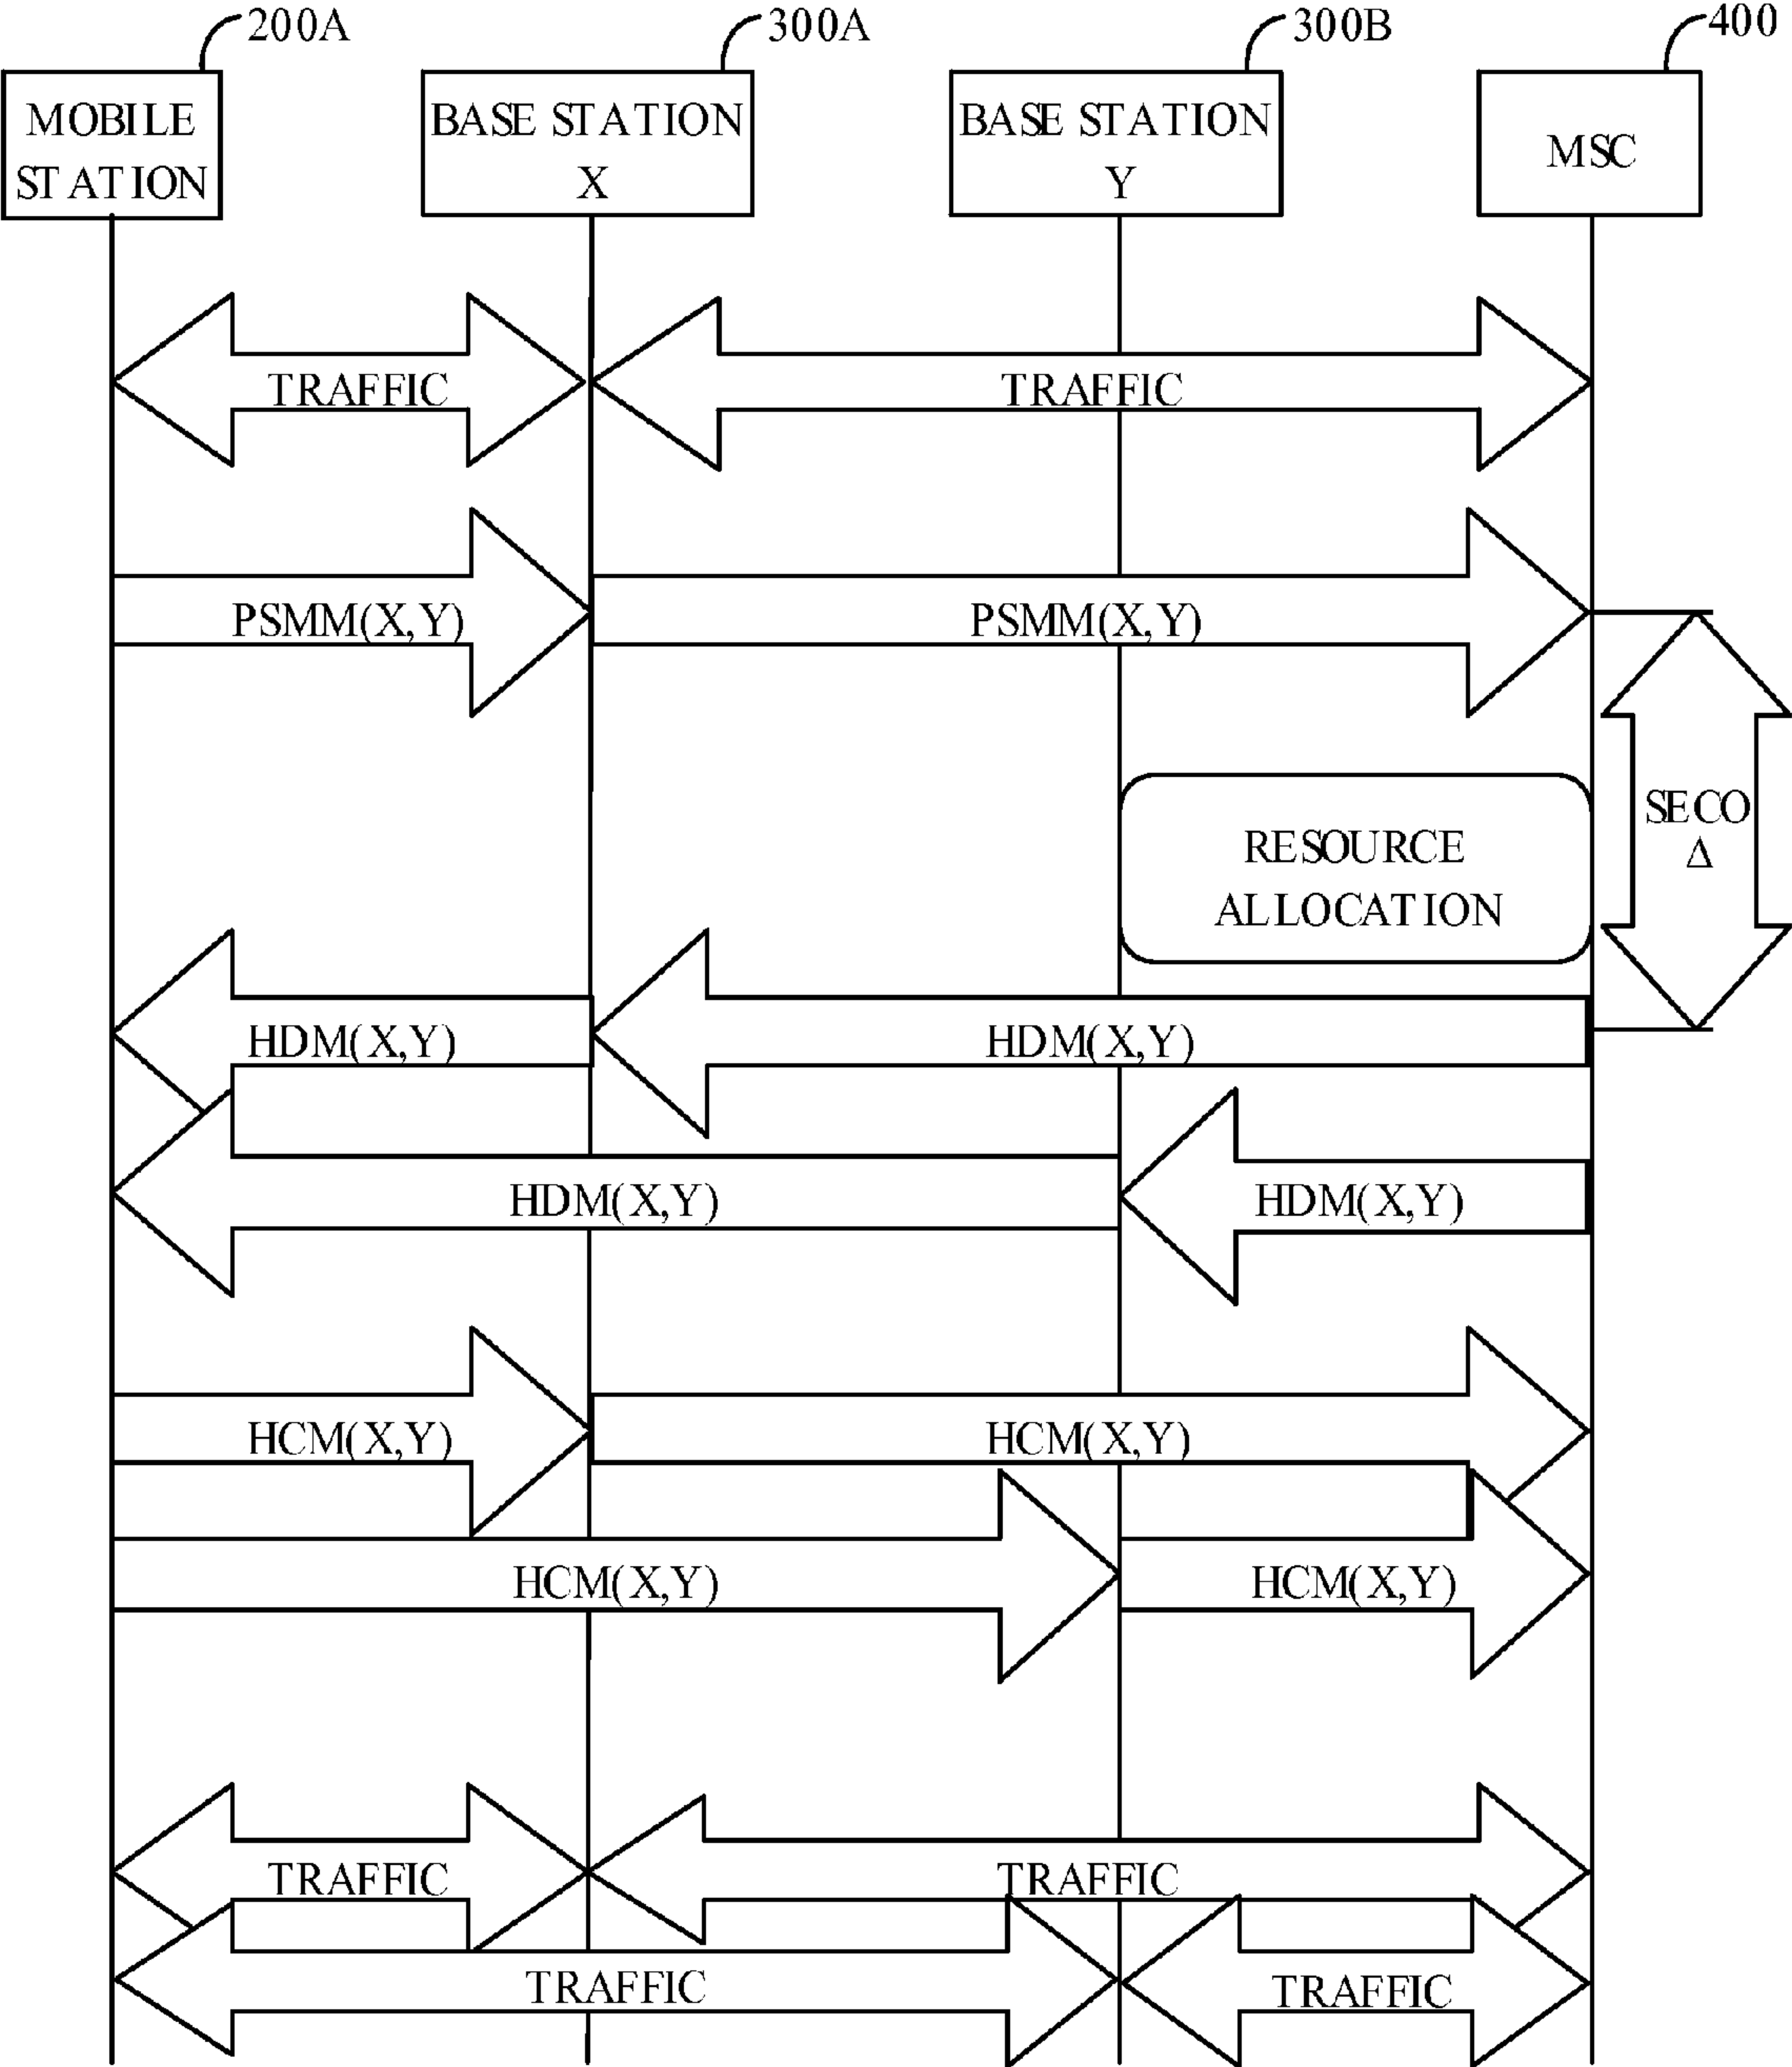 200A
300A
300B
400
MOBILE
STATION
BASE STATION
X
BASE STATION
Y
MSC
TRAFFIC
TRAFFIC
PSMM(X,Y)
PSMM(X,Y)
SECO
Δ
RESOURCE
ALLOCATION
HDM(X,Y)
HDM(X,Y)
HDM(X,Y)
HDM(X,Y)
HCM(X,Y)
HCM(X,Y)
HCM(X,Y)
HCM(X,Y)
TRAFFIC
TRAFFIC
TRAFFIC
TRAFFIC